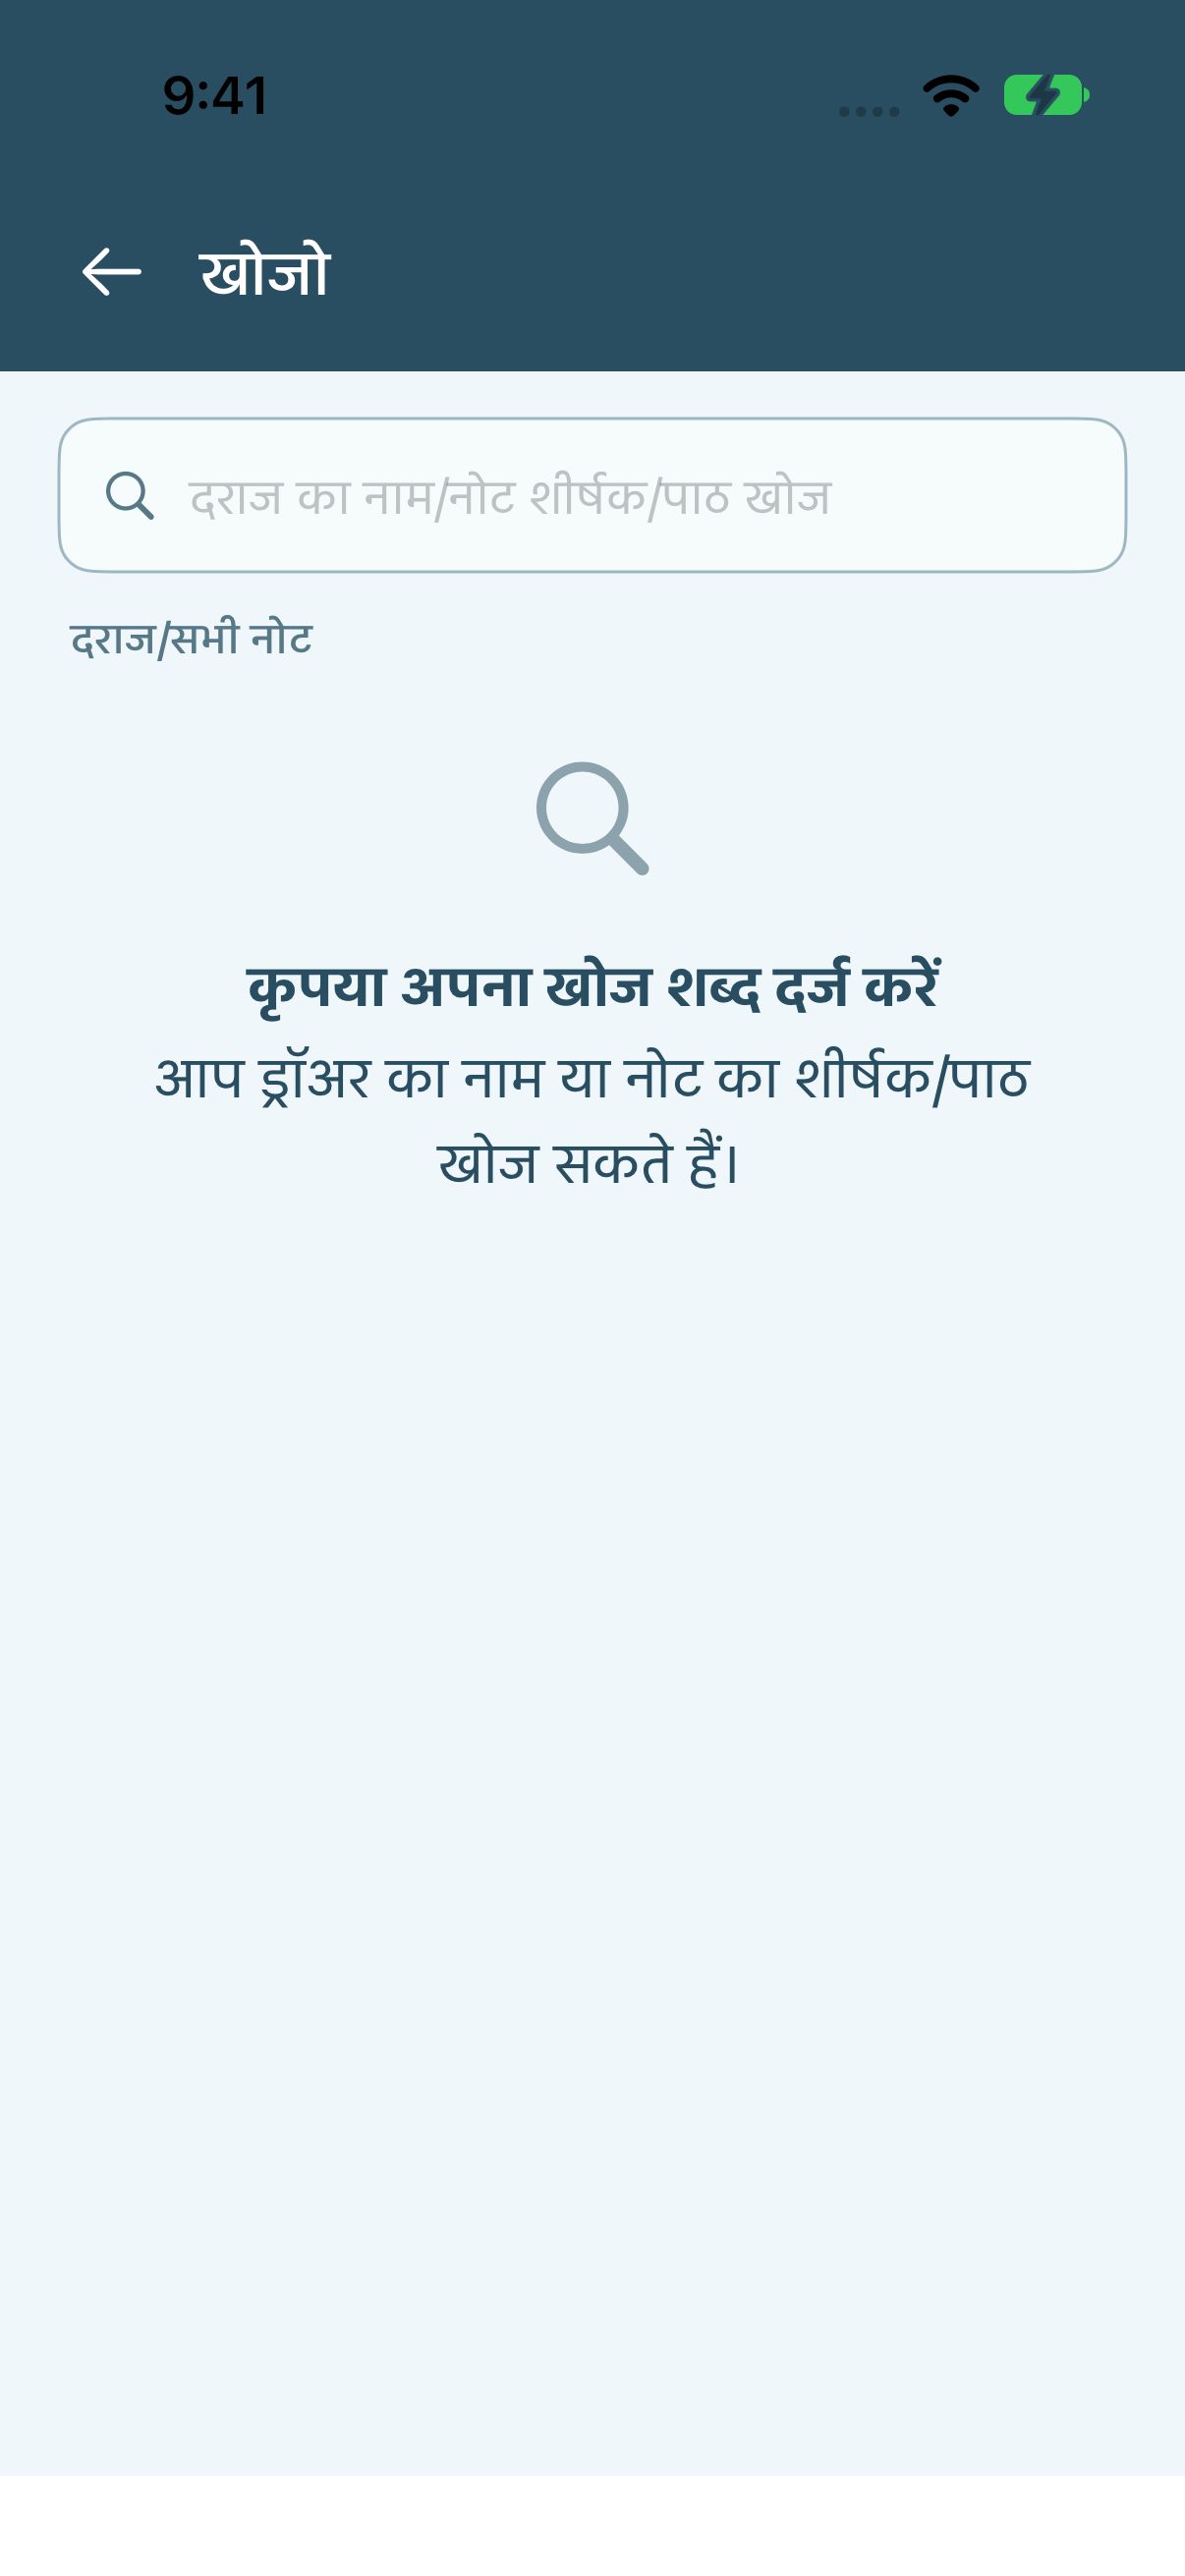 9:41
खोजो
दराज का नाम/नोट शीर्षक/पाठ खोज
दराज/सभी नोट
कृपया अपना खोज शब्द दर्ज करें
आप ड्रॉअर का नाम या नोट का शीर्षक/पाठ
खोज सकते हैं।